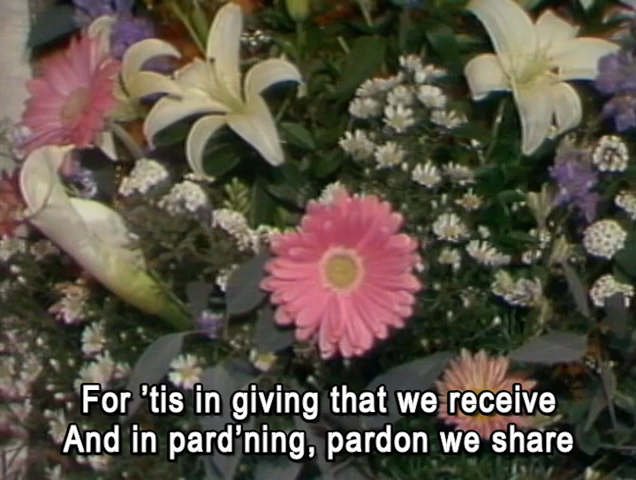 For ’tis in giving that we receive
And in pard’ning, pardon we share